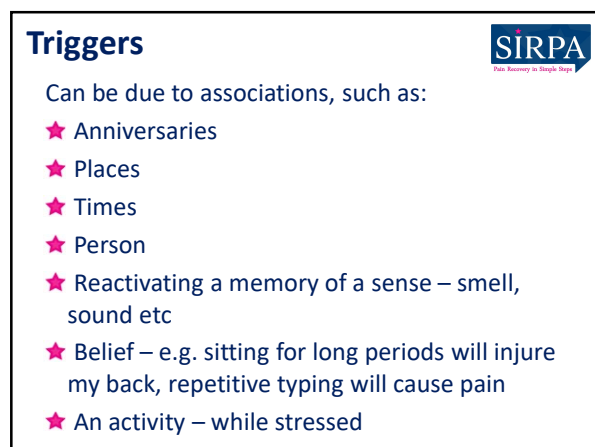 Triggers
SIRPA
Pain Recovery in Simple Steps
Can be due to associations, such as:
Anniversaries
Places
Times
Person
Reactivating a memory of a sense – smell,
sound etc
Belief – e.g. sitting for long periods will injure
my back, repetitive typing will cause pain
An activity – while stressed